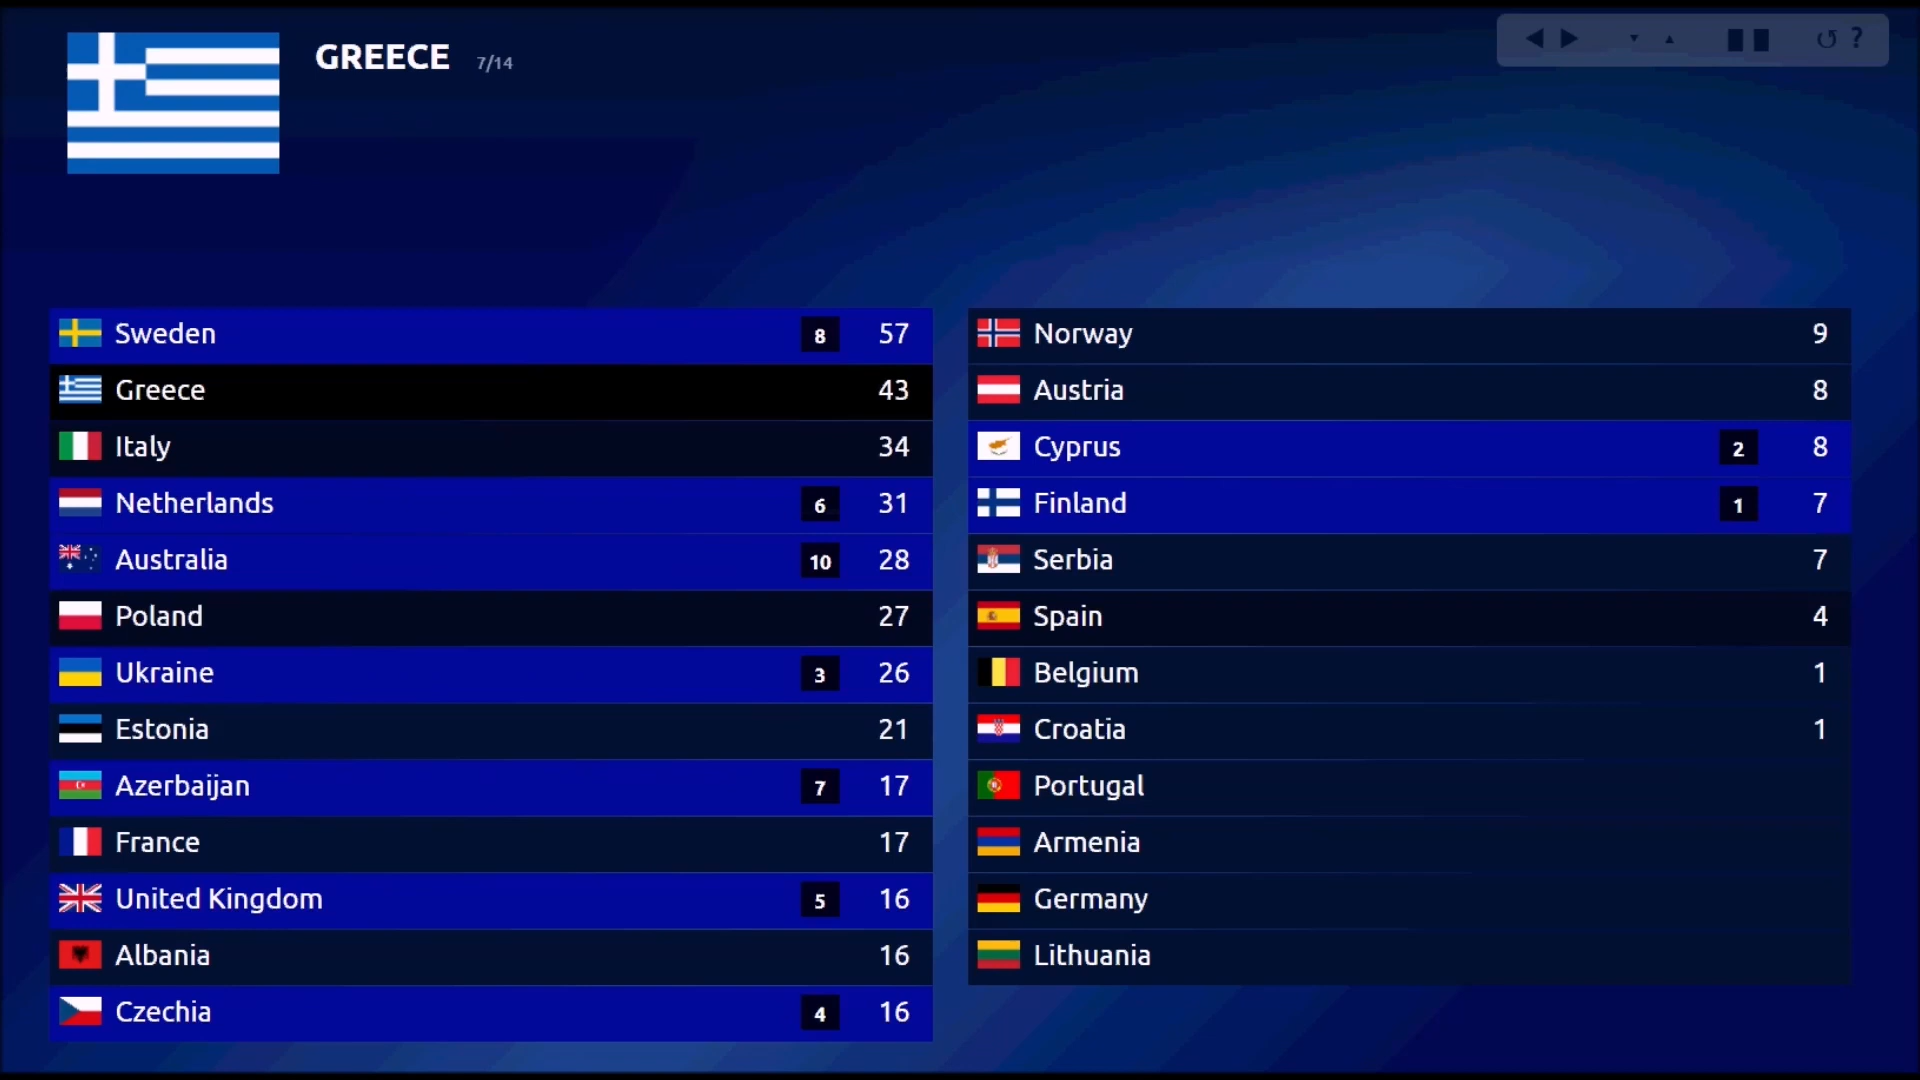 GREECE 7/14
?
Sweden 8 57
Greece 43
Italy 34
Netherlands 6 31
Australia 10 28
Poland 27
Ukraine 3 26
Estonia 21
Azerbaijan 7 17
France 17
United Kingdom 5 16
Albania 16
Czechia 4 16
Norway 9
Austria 8
Cyprus 2 8
Finland 1 7
Serbia 7
Spain 4
Belgium 1
Croatia 1
Portugal
Armenia
Germany
Lithuania